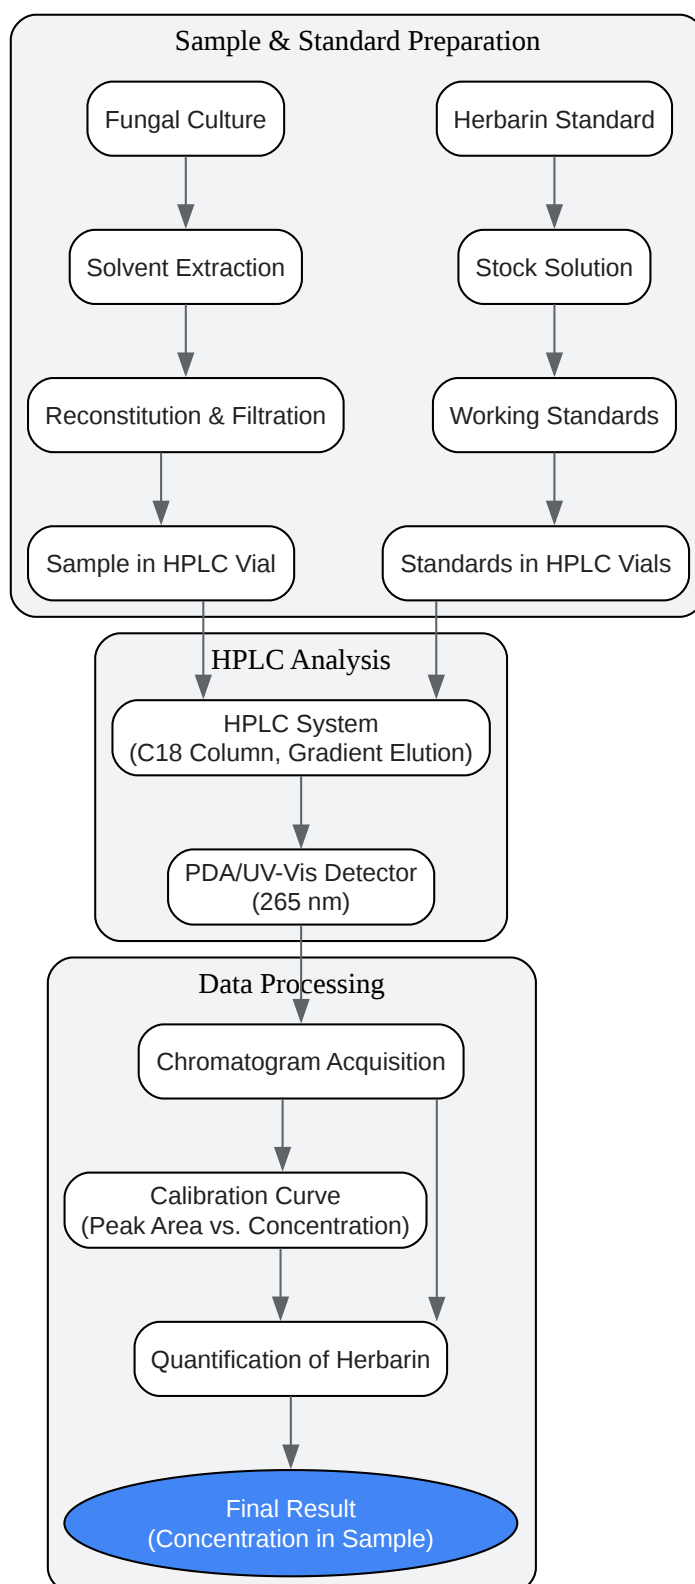 Sample & Standard Preparation
Fungal Culture
Herbarin Standard
Solvent Extraction
Stock Solution
Reconstitution & Filtration
Working Standards
Sample in HPLC Vial
Standards in HPLC Vials
HPLC Analysis
HPLC System
(C18 Column, Gradient Elution)
PDA/UV-Vis Detector
(265 nm)
Data Processing
Chromatogram Acquisition
Calibration Curve
(Peak Area vs. Concentration)
Quantification of Herbarin
Final Result
(Concentration in Sample)